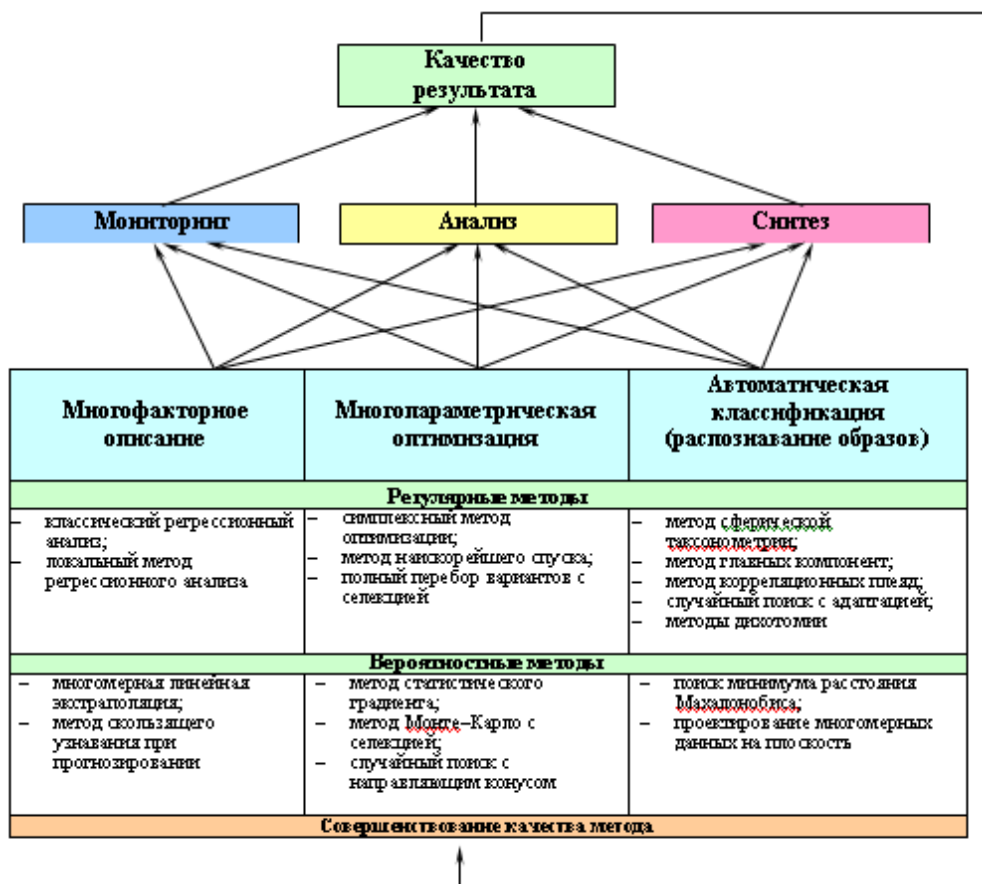 Качество
результата
Мониторинг
Анализ
Синтез
Многофакторное
описание
Многопараметрическая
оптимизация
Автоматическая
классификация
(распознавание образов)
Регулярные методы
– классический регрессионный
анализ;
– локальный метод
регрессионного анализа
– симплексный метод
оптимизации;
– метод наискорейшего спуска;
– полный перебор вариантов с
селекцией
– метод сферической
таксонометрии;
– метод главных компонент;
– метод корреляционных плеяд;
– случайный поиск с адаптацией;
– методы дихотомии
Вероятностные методы
– многомерная линейная
экстраполяция;
– метод скользящего
узнавания при
прогнозировании
– метод статистического
градиента;
– метод Монте–Карло с
селекцией;
– случайный поиск с
направляющим конусом
– поиск минимума расстояния
Махалонобиса;
– проектирование многомерных
данных на плоскость
Совершенствование качества метода